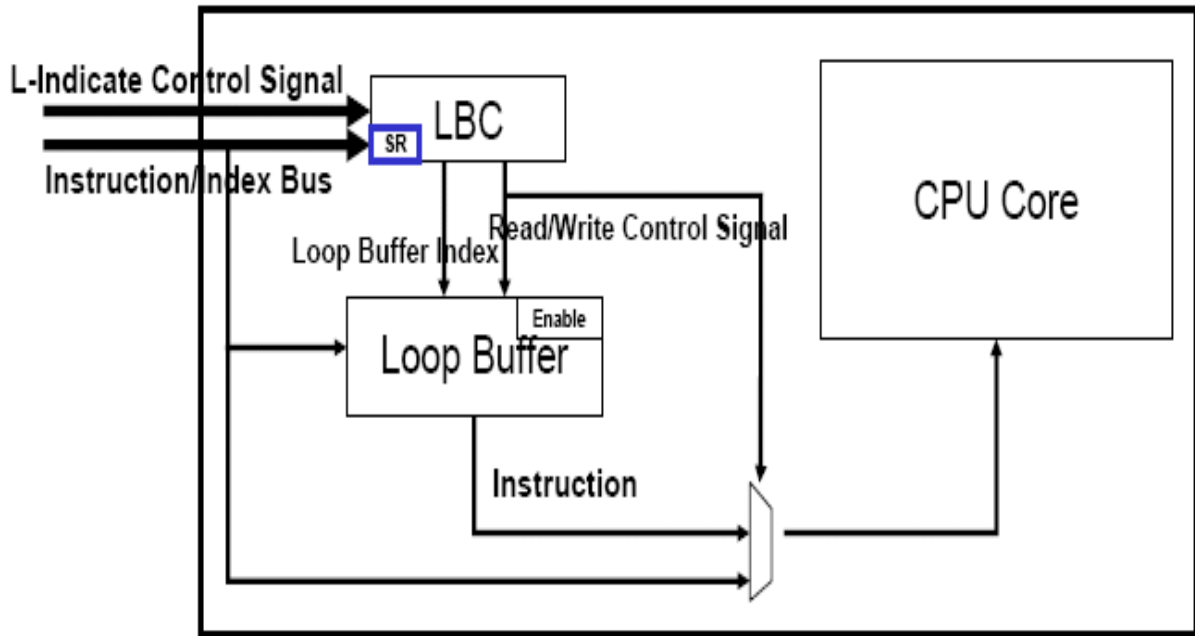 L-Indicate Control Signal
LBC
SR
Instruction/Index Bus
CPU Core
Read/Write Control Signal
Loop Buffer Index
Enable
Loop Buffer
Instruction